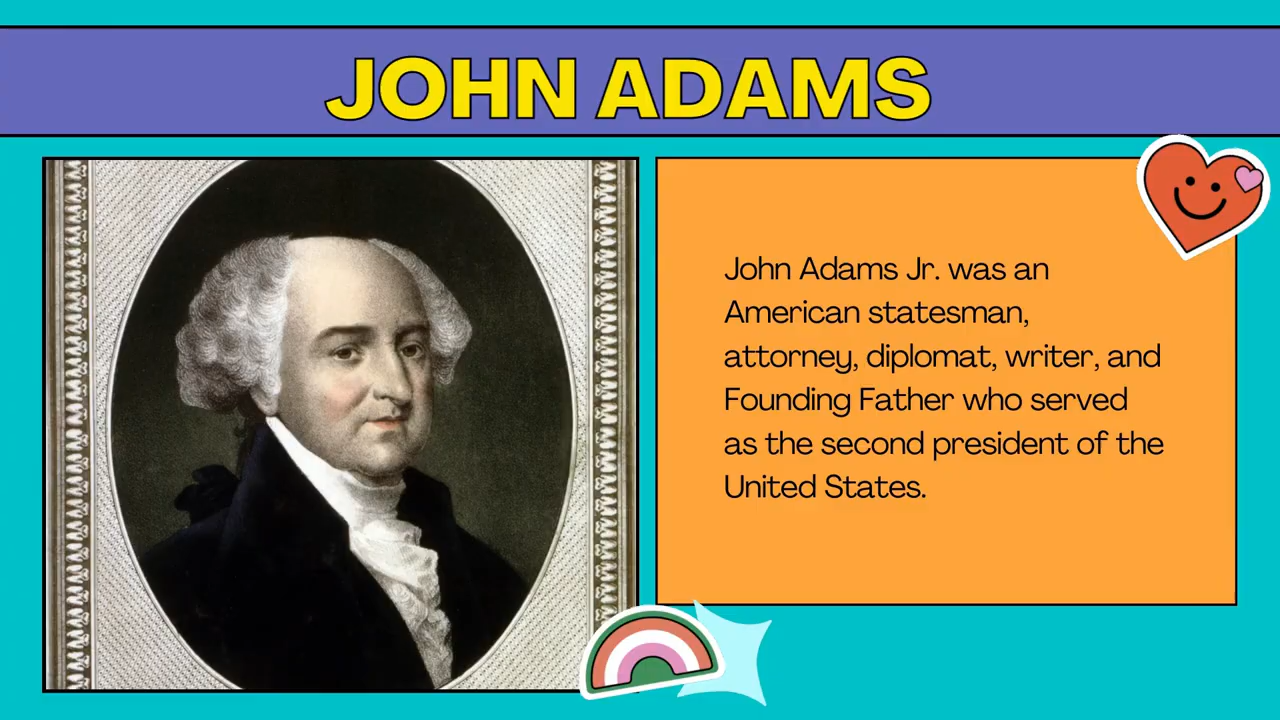 JOHN ADAMS
John Adams Jr. was an
American statesman,
attorney, diplomat, writer, and
Founding Father who served
as the second president of the
United States.